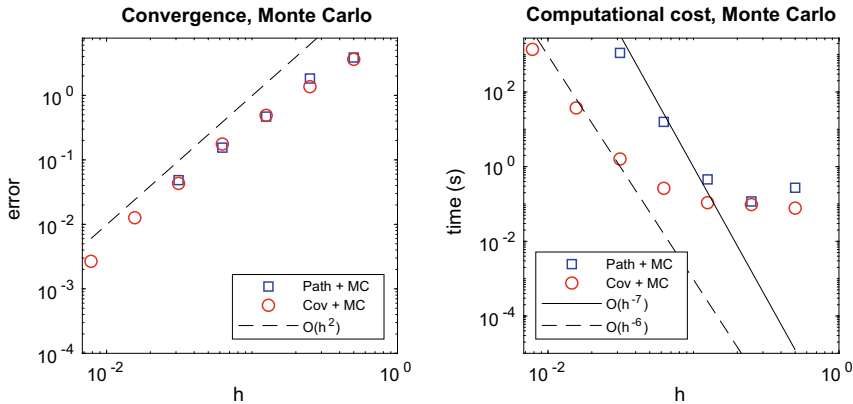 Convergence, Monte Carlo
error
10^0
10^-1
10^-2
10^-3
10^-4
Path + MC
Cov + MC
O(h^2)
10^-2
10^0
h
Computational cost, Monte Carlo
time (s)
10^2
10^0
10^-2
10^-4
Path + MC
Cov + MC
O(h^-7)
O(h^-6)
10^-2
10^0
h